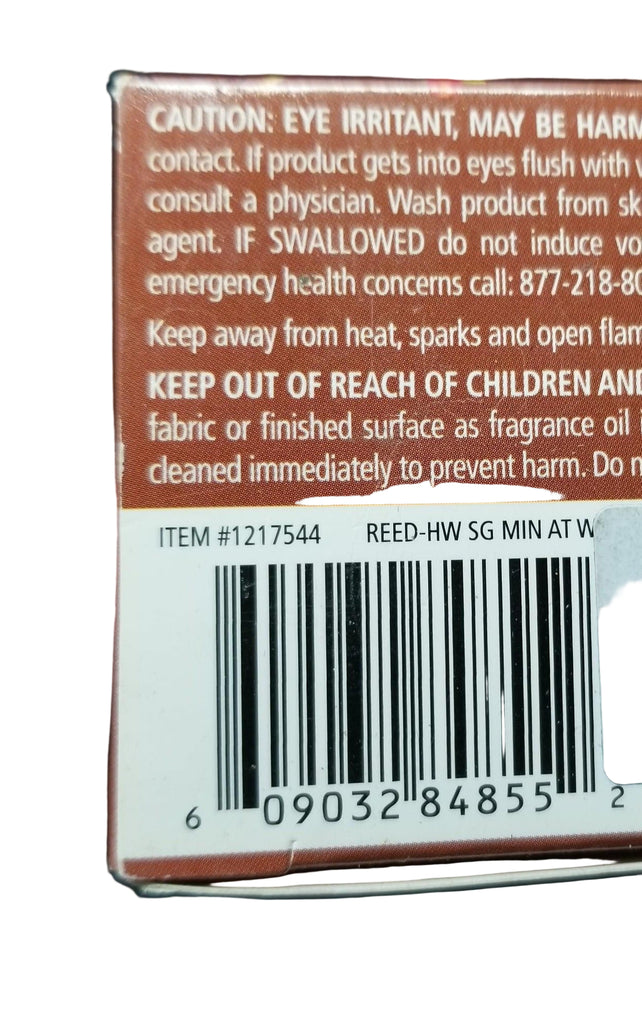 CAUTION: EYE IRRITANT, MAY BE HARM
contact. If product gets into eyes flush with
consult a physician. Wash product from sk
agent. IF SWALLOWED do not induce vo
emergency health concerns call: 877-218-80
Keep away from heat, sparks and open flam
KEEP OUT OF REACH OF CHILDREN AND
fabric or finished surface as fragrance oil
cleaned immediately to prevent harm. Do n
ITEM #1217544 REED-HW SG MIN AT W
6 09032 84855 2